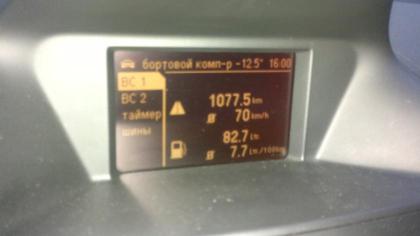 бортовой комп-р -12.5° 16:00
BC 1
BC 2
таймер
шины
1077.5 km
ø 70 km/h
82.7 Ltr.
ø 7.7 Ltr./100km